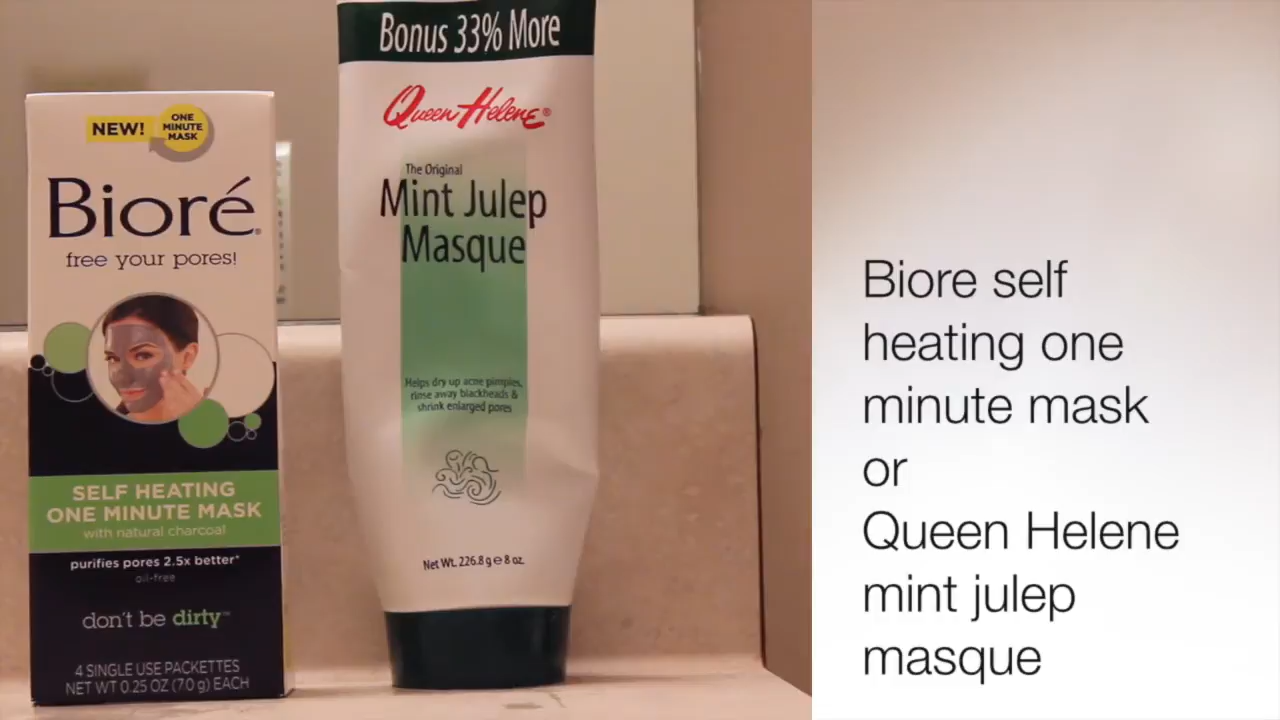 NEW!
ONE
MINUTE
MASK
Bioré
free your pores!
SELF HEATING
ONE MINUTE MASK
with natural charcoal
purifies pores 2.5x better*
oil-free
don't be dirty™
4 SINGLE USE PACKETTES
NET WT 0.25 OZ (7.0 g) EACH
Bonus 33% More
Queen Helene®
The Original
Mint Julep
Masque
Helps dry up acne pimples,
rinse away blackheads &
shrink enlarged pores
Net Wt. 226.8 g e 8 oz.
Biore self
heating one
minute mask
or
Queen Helene
mint julep
masque